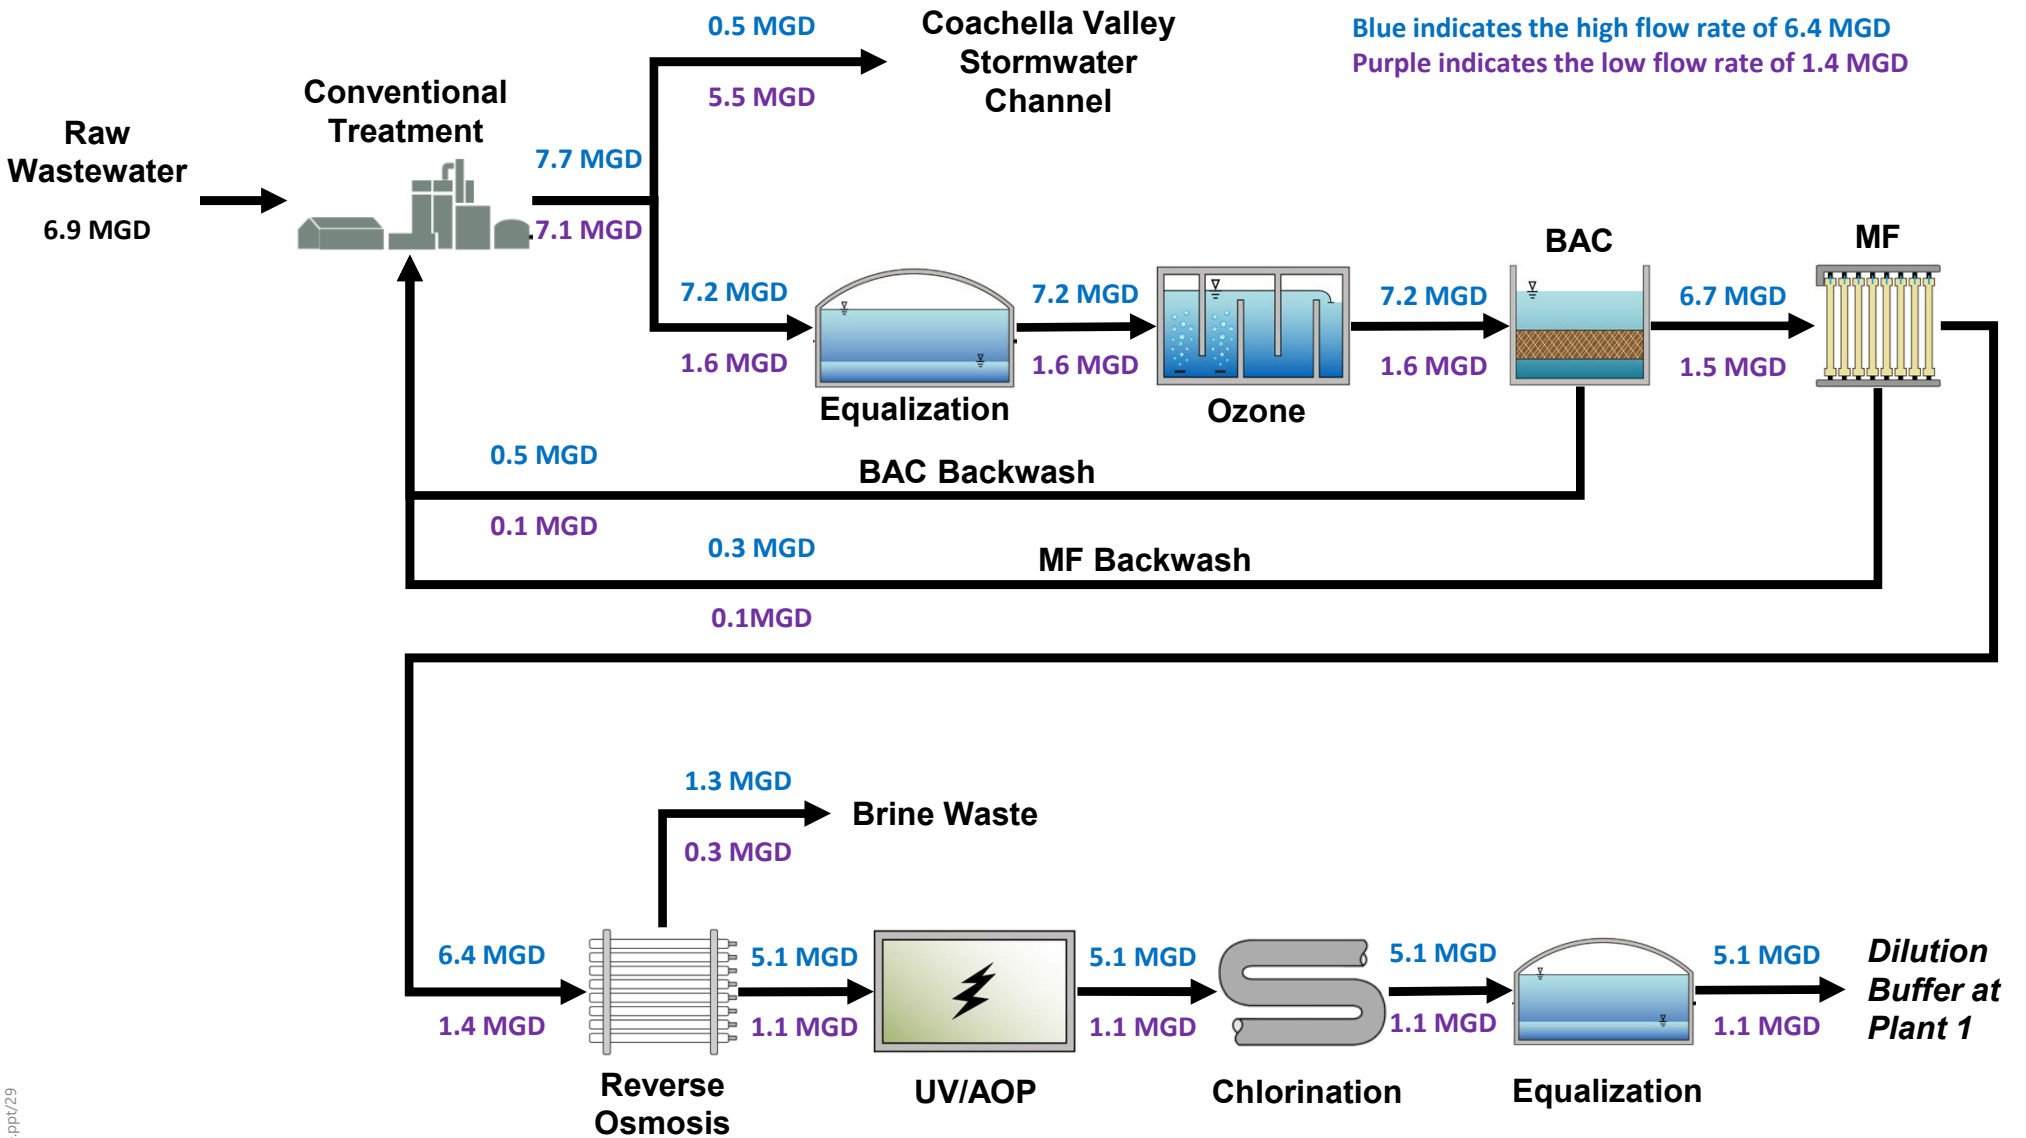 0.5 MGD
5.5 MGD
Coachella Valley
Stormwater
Channel
Blue indicates the high flow rate of 6.4 MGD
Purple indicates the low flow rate of 1.4 MGD
Raw
Wastewater
6.9 MGD
Conventional
Treatment
7.7 MGD
7.1 MGD
7.2 MGD
1.6 MGD
Equalization
7.2 MGD
1.6 MGD
Ozone
7.2 MGD
1.6 MGD
BAC
6.7 MGD
1.5 MGD
MF
0.5 MGD
BAC Backwash
0.1 MGD
0.3 MGD
MF Backwash
0.1MGD
1.3 MGD
Brine Waste
0.3 MGD
6.4 MGD
1.4 MGD
Reverse
Osmosis
5.1 MGD
1.1 MGD
UV/AOP
5.1 MGD
1.1 MGD
Chlorination
5.1 MGD
1.1 MGD
Equalization
5.1 MGD
1.1 MGD
Dilution
Buffer at
Plant 1
.ppt/29